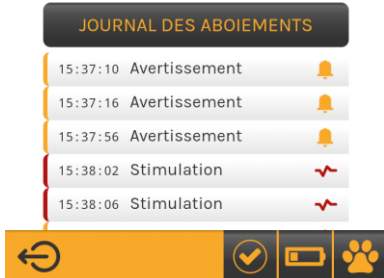 JOURNAL DES ABOIEMENTS
15:37:10 Avertissement
15:37:16 Avertissement
15:37:56 Avertissement
15:38:02 Stimulation
15:38:06 Stimulation